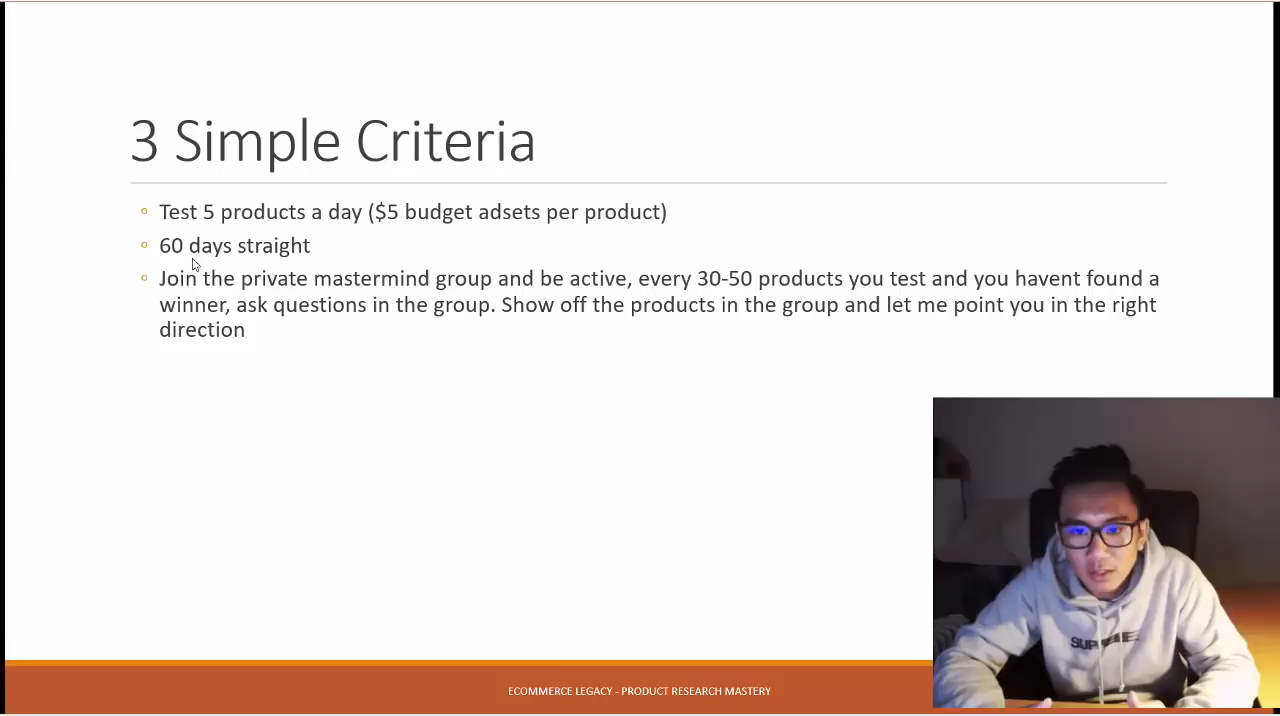 3 Simple Criteria
Test 5 products a day ($5 budget adsets per product)
60 days straight
Join the private mastermind group and be active, every 30-50 products you test and you havent found a
winner, ask questions in the group. Show off the products in the group and let me point you in the right
direction
ECOMMERCE LEGACY - PRODUCT RESEARCH MASTERY